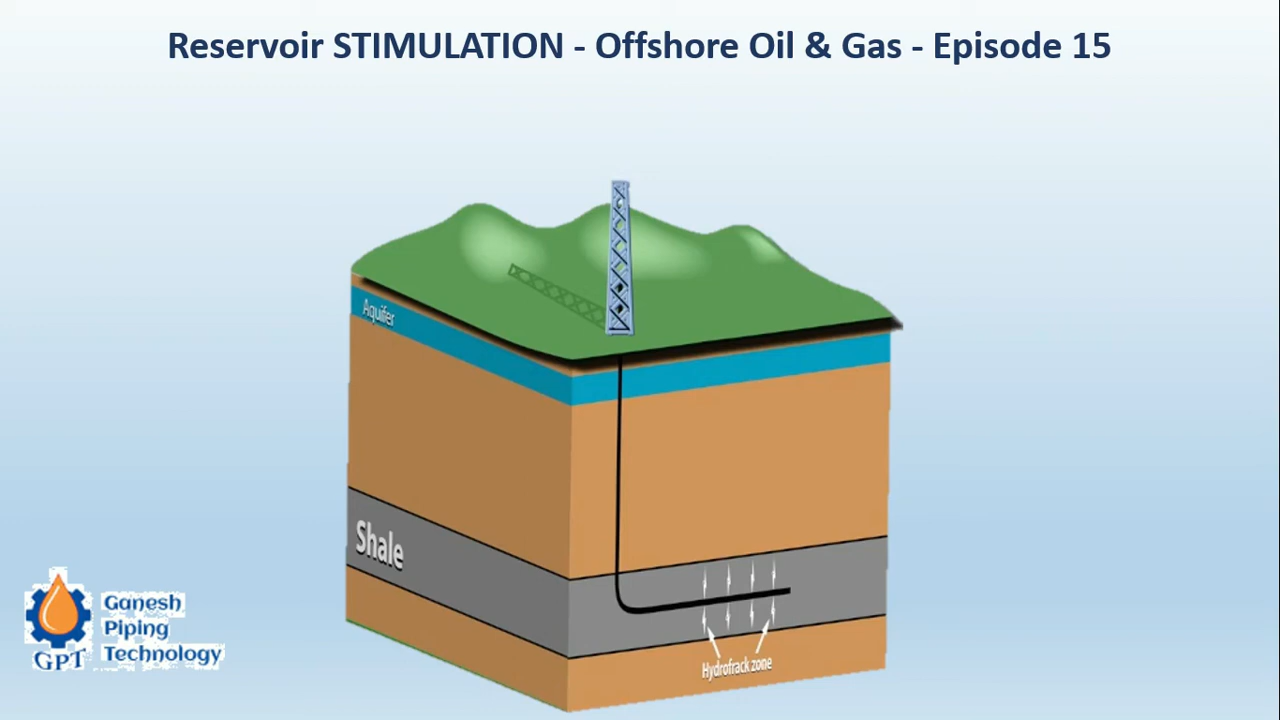 Reservoir STIMULATION - Offshore Oil & Gas - Episode 15
Aquifer
Shale
Hydrofrack zone
Ganesh
Piping
Technology
GPT